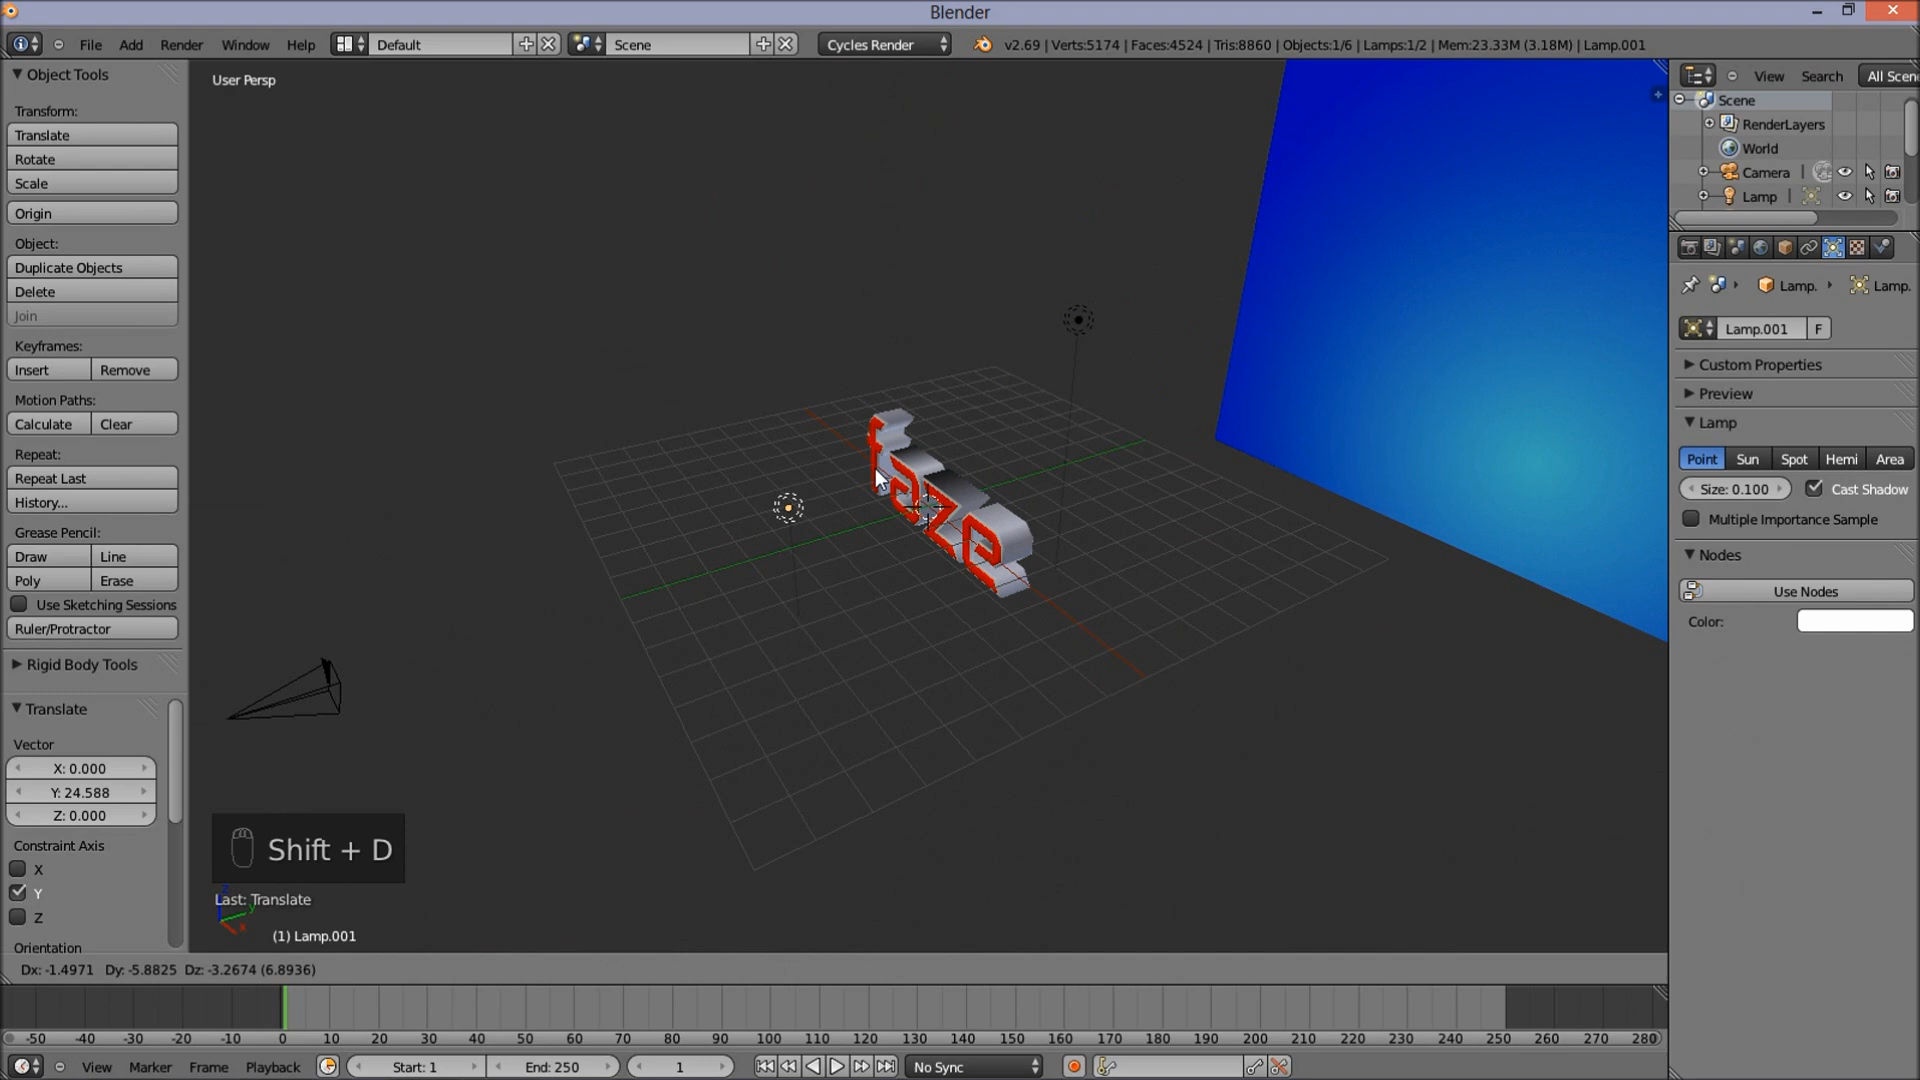 Blender
File Add Render Window Help Default Scene Cycles Render v2.69 | Verts:5174 | Faces:4524 | Tris:8860 | Objects:1/6 | Lamps:1/2 | Mem:23.33M (3.18M) | Lamp.001
Object Tools
Transform:
Translate
Rotate
Scale
Origin
Object:
Duplicate Objects
Delete
Join
Keyframes:
Insert Remove
Motion Paths:
Calculate Clear
Repeat:
Repeat Last
History...
Grease Pencil:
Draw Line
Poly Erase
Use Sketching Sessions
Ruler/Protractor
Rigid Body Tools
Translate
Vector
X: 0.000
Y: 24.588
Z: 0.000
Constraint Axis
X
Y
Z
Orientation
User Persp
faze
Shift + D
Last: Translate
(1) Lamp.001
Dx: -1.4971 Dy: -5.8825 Dz: -3.2674 (6.8936)
View Search All Scene
Scene
RenderLayers
World
Camera
Lamp
Lamp. Lamp.
Lamp.001 F
Custom Properties
Preview
Lamp
Point Sun Spot Hemi Area
Size: 0.100 Cast Shadow
Multiple Importance Sample
Nodes
Use Nodes
Color:
-50 -40 -30 -20 -10 0 10 20 30 40 50 60 70 80 90 100 110 120 130 140 150 160 170 180 190 200 210 220 230 240 250 260 270 280
View Marker Frame Playback Start: 1 End: 250 1 No Sync